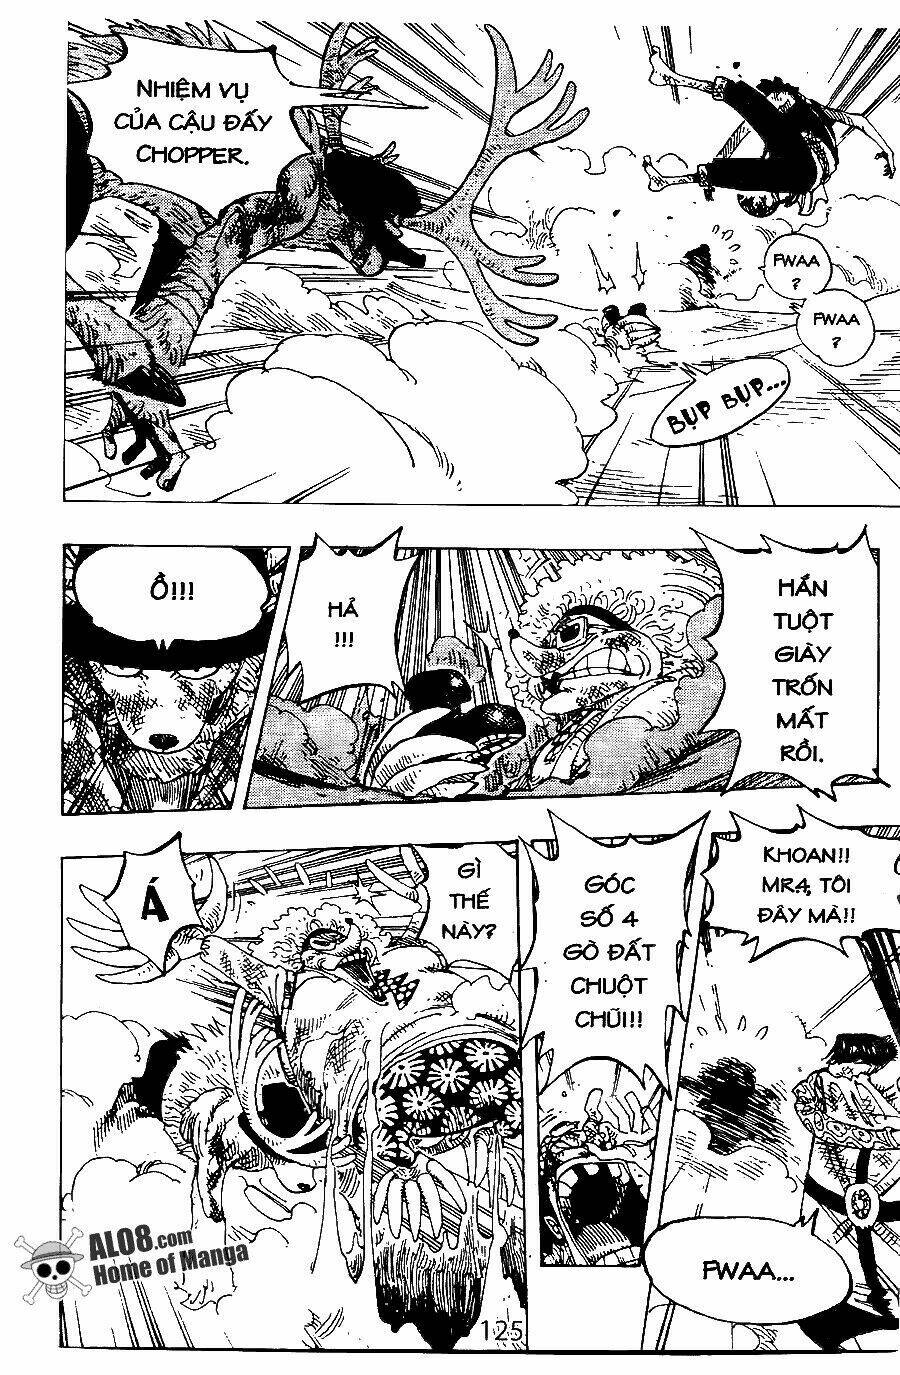 NHIỆM VỤ
CỦA CẬU ĐẤY
CHOPPER.
FWAA
?
FWAA
?
BỤP BỤP...
Ồ!!!
HẢ
!!!
HẮN
TUỘT
GIÀY
TRỐN
MẤT
RỒI.
Á
GÌ
THẾ
NÀY?
GÓC
SỐ 4
GÒ ĐẤT
CHUỘT
CHŨI!!!
KHOAN!!
MR4, TÔI
ĐÂY MÀ!!
FWAA...
AL08.com
Home of Manga
125